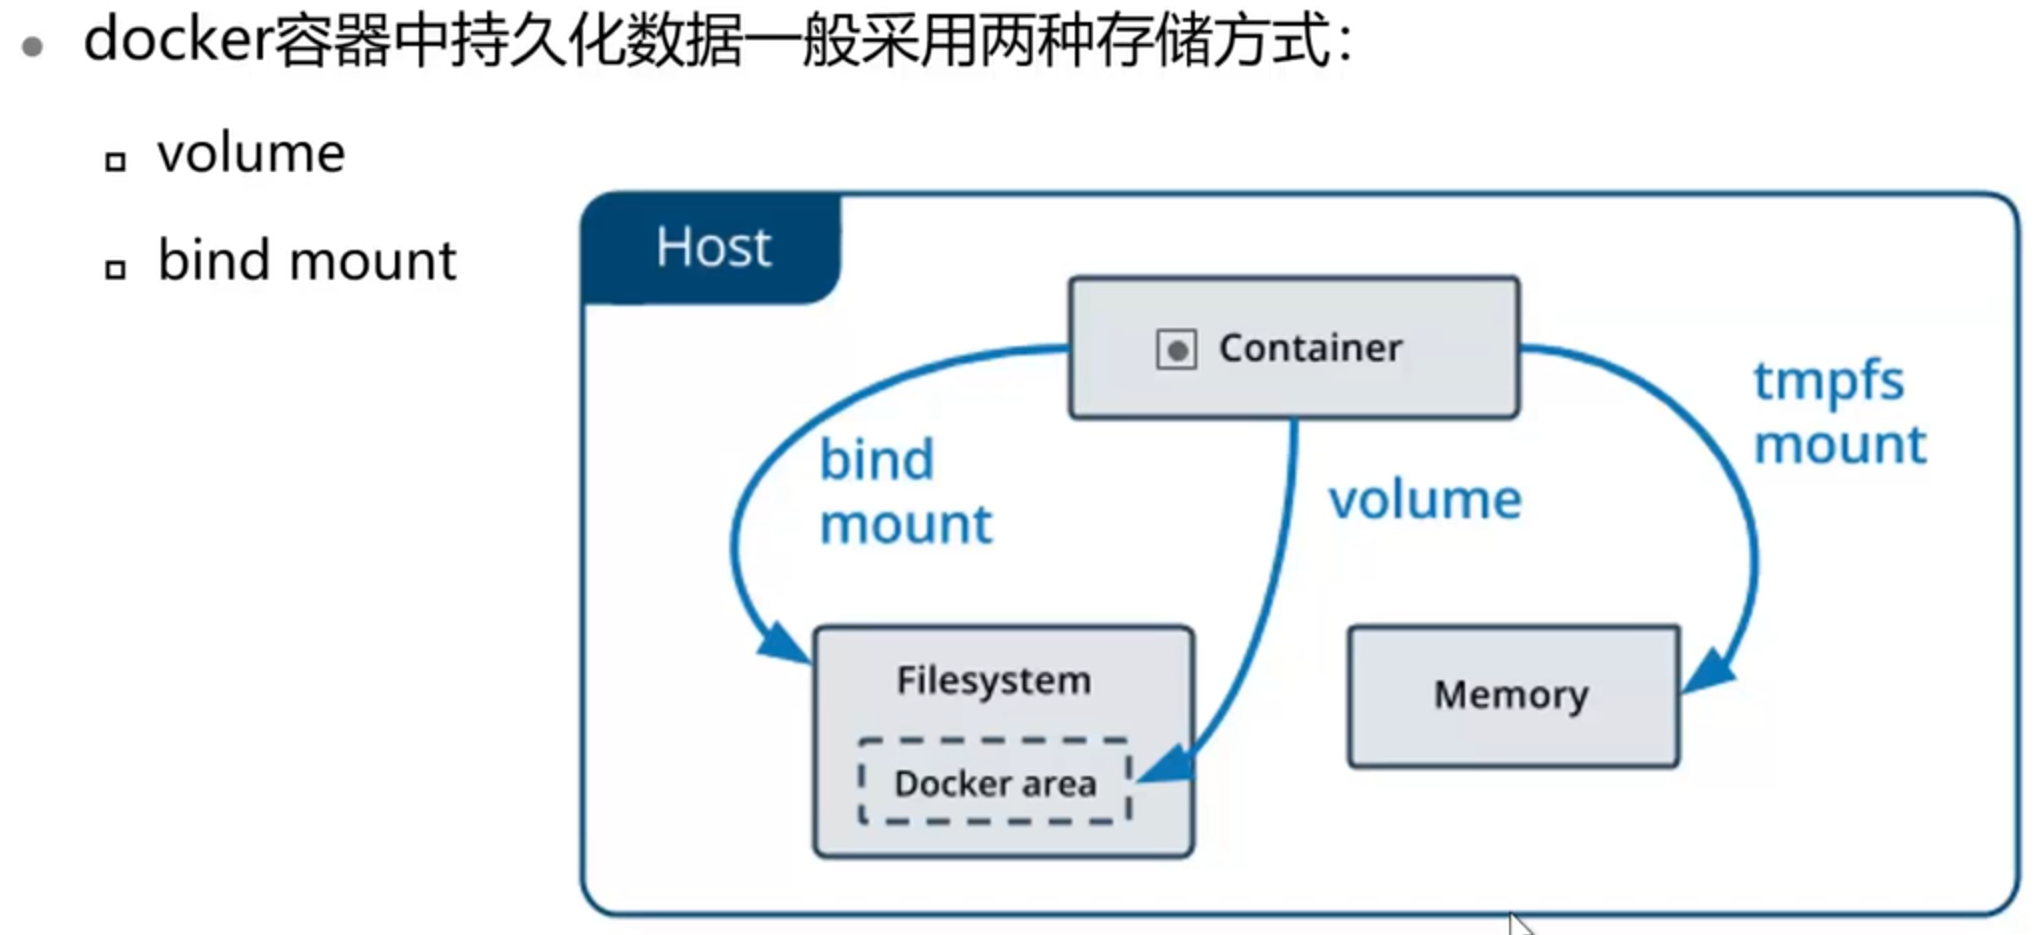 docker容器中持久化数据一般采用两种存储方式：
volume
bind mount
Host
Container
bind
mount
volume
tmpfs
mount
Filesystem
Docker area
Memory